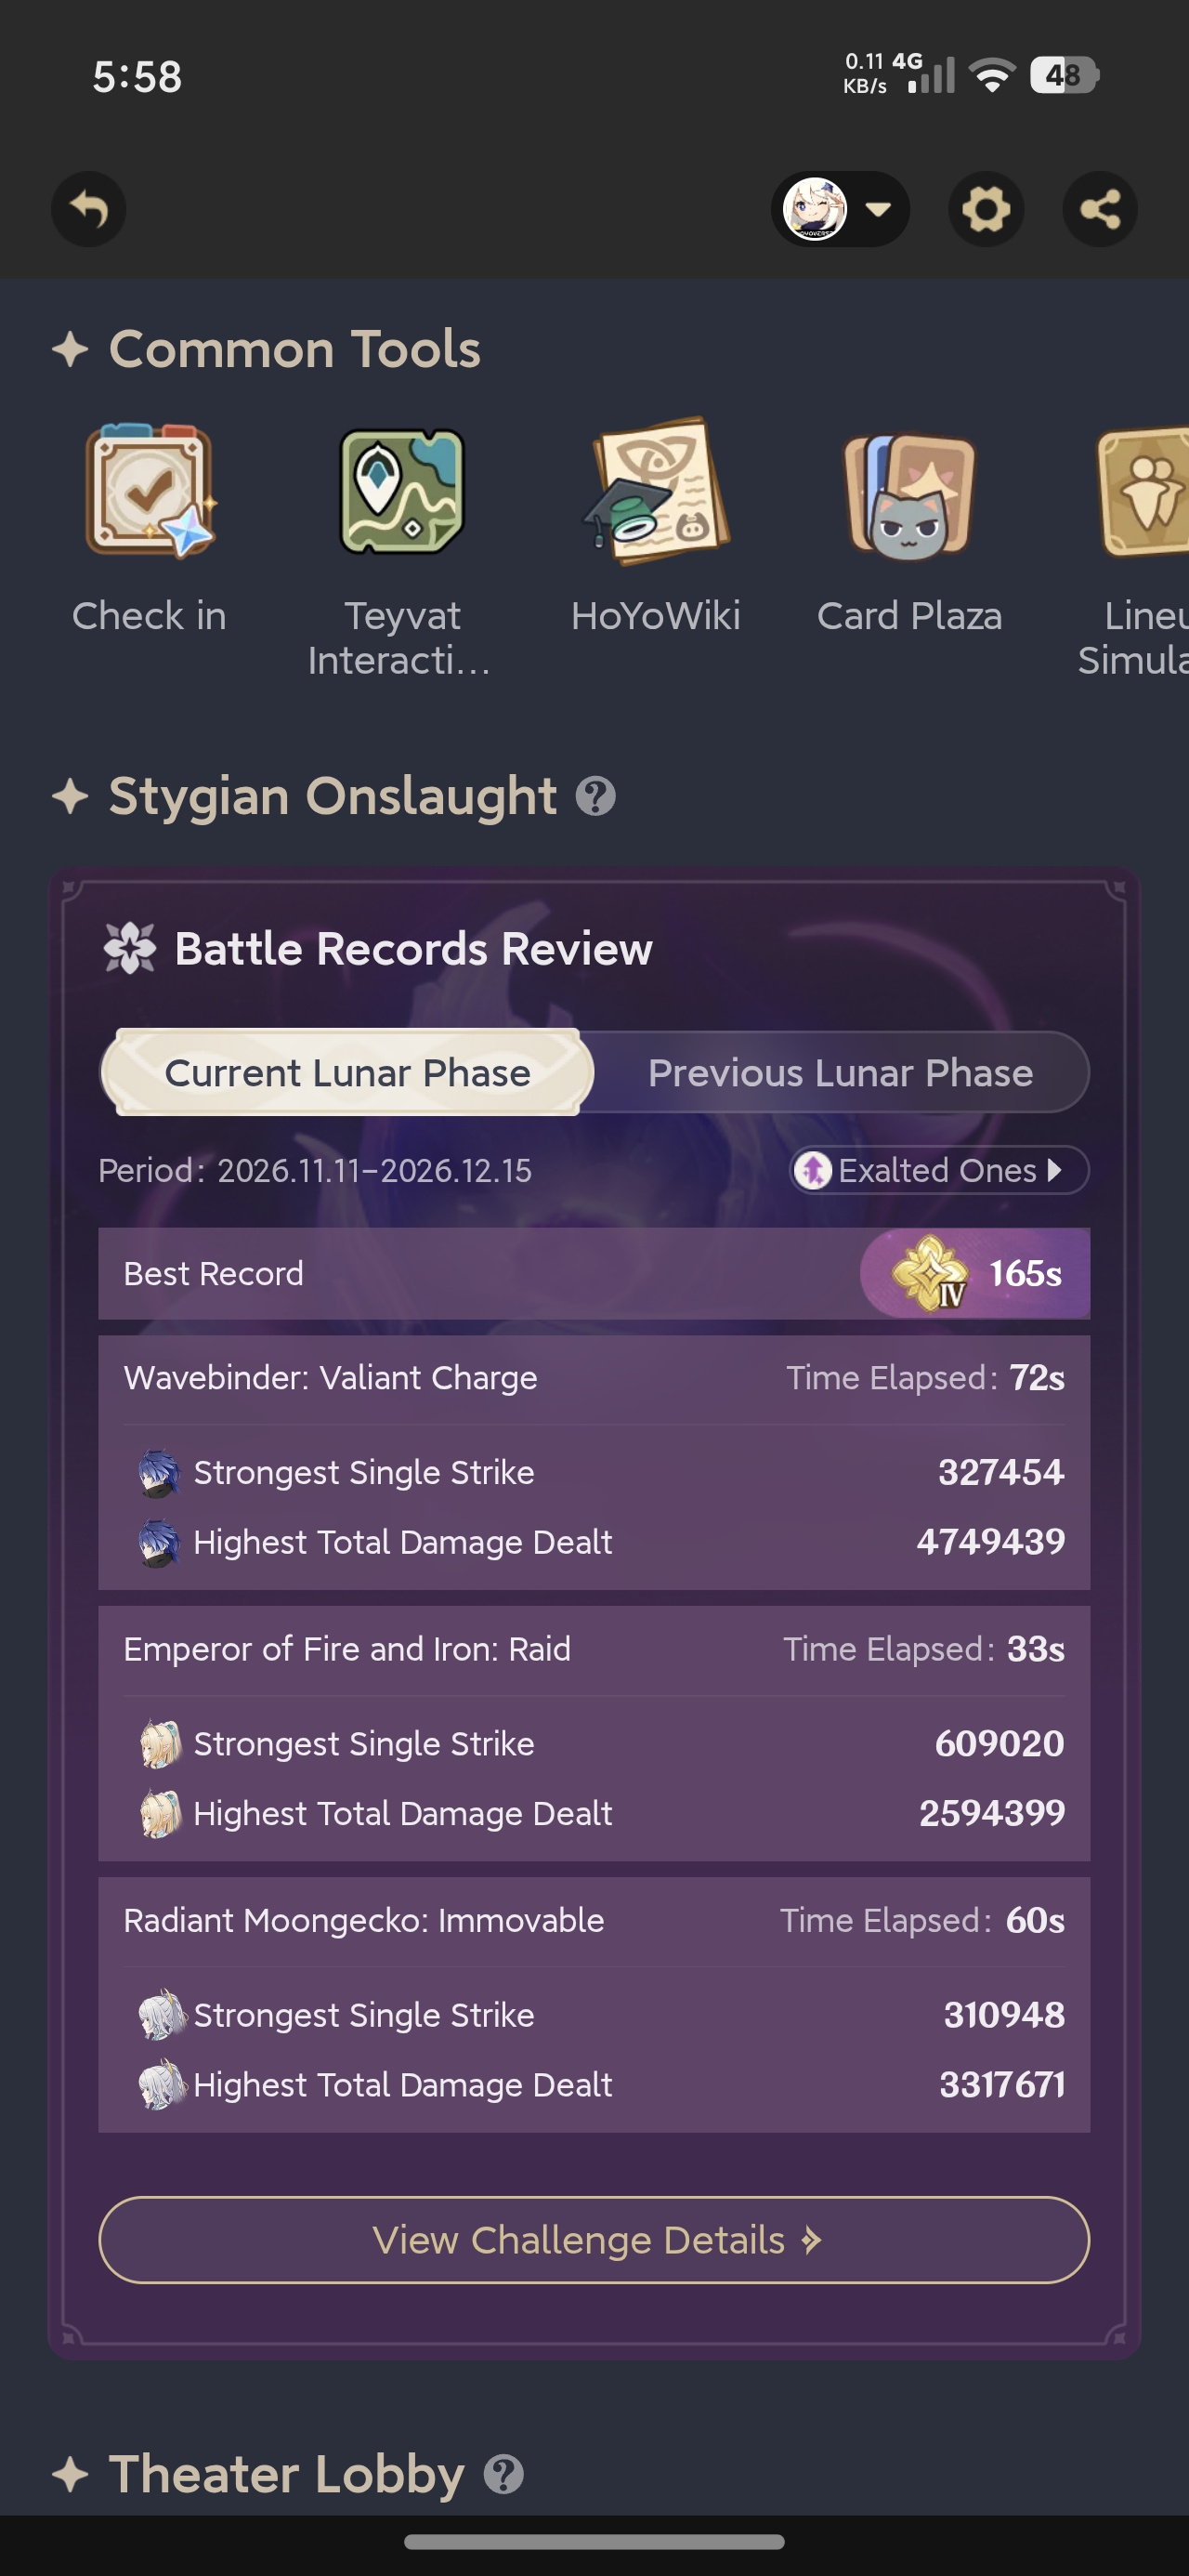 5:58
0.11 4G
KB/s
48
Common Tools
Check in
Teyvat
Interacti...
HoYoWiki
Card Plaza
Lineu
Simula
Stygian Onslaught
Battle Records Review
Current Lunar Phase
Previous Lunar Phase
Period: 2026.11.11–2026.12.15
Exalted Ones
Best Record
IV
165s
Wavebinder: Valiant Charge
Time Elapsed: 72s
Strongest Single Strike
327454
Highest Total Damage Dealt
4749439
Emperor of Fire and Iron: Raid
Time Elapsed: 33s
Strongest Single Strike
609020
Highest Total Damage Dealt
2594399
Radiant Moongecko: Immovable
Time Elapsed: 60s
Strongest Single Strike
310948
Highest Total Damage Dealt
3317671
View Challenge Details
Theater Lobby